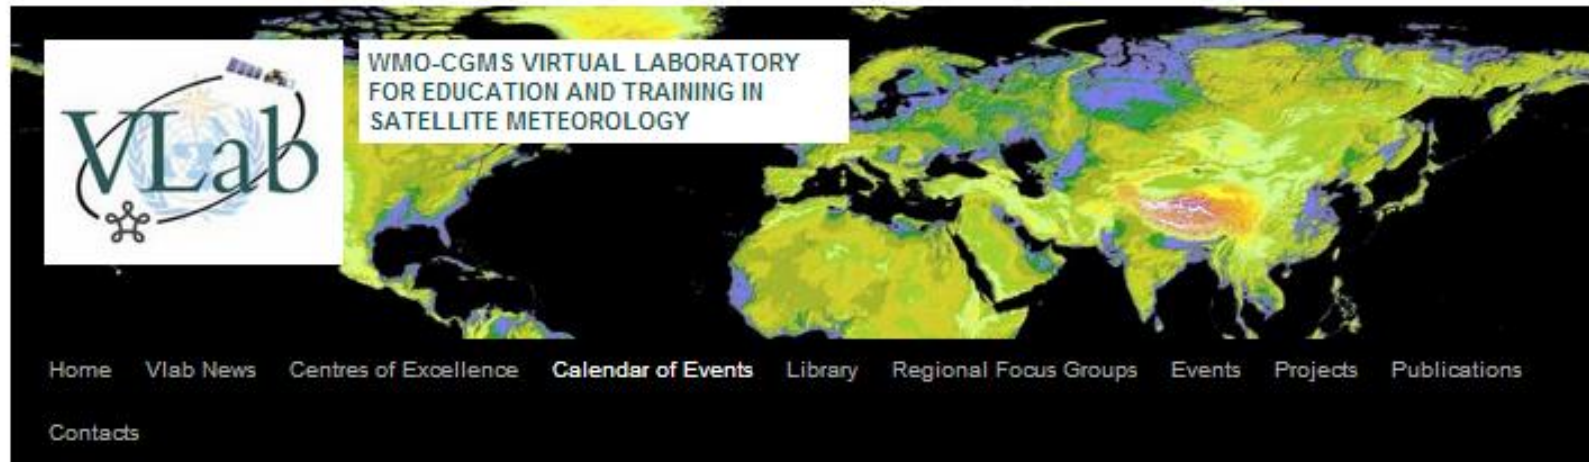 VLab
WMO-CGMS VIRTUAL LABORATORY
FOR EDUCATION AND TRAINING IN
SATELLITE METEOROLOGY
Home Vlab News Centres of Excellence Calendar of Events Library Regional Focus Groups Events Projects Publications
Contacts